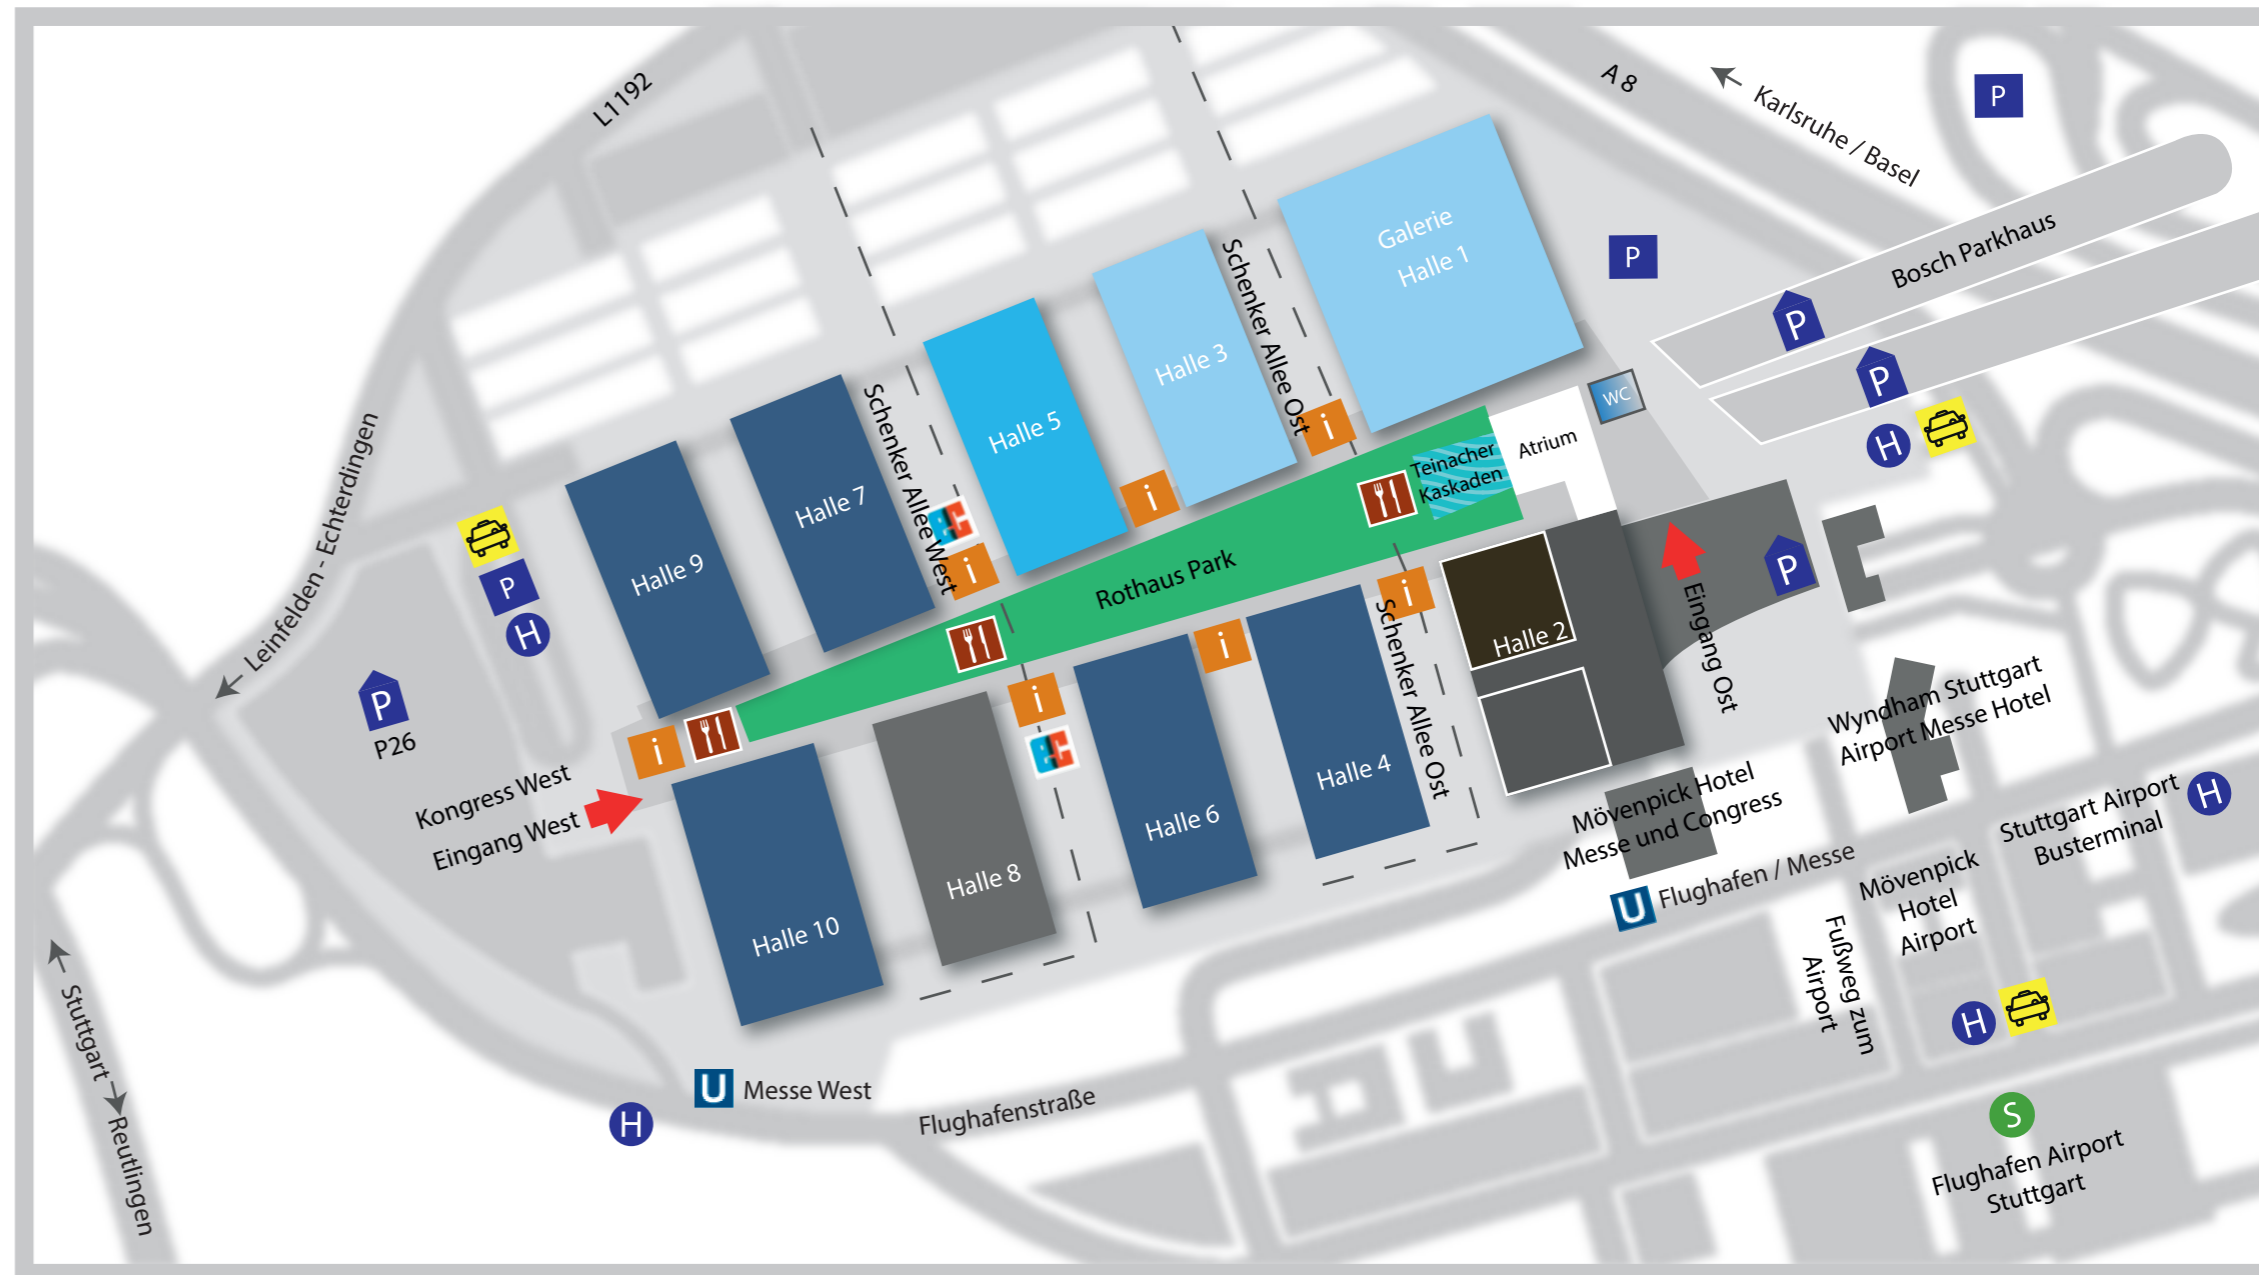 L1192
A 8
Karlsruhe / Basel
P
Bosch Parkhaus
P
P
P
H
Galerie
Halle 1
Halle 3
Halle 5
Halle 7
Halle 9
Schenker Allee Ost
Schenker Allee West
i
i
i
WC
Atrium
Teinacher
Kaskaden
Rothaus Park
Leinfelden - Echterdingen
P
H
P
P26
Kongress West
Eingang West
i
i
i
i
Halle 10
Halle 8
Halle 6
Halle 4
Halle 2
Schenker Allee Ost
Eingang Ost
P
Wyndham Stuttgart
Airport Messe Hotel
Mövenpick Hotel
Messe und Congress
U Flughafen / Messe
Stuttgart Airport
Busterminal
H
Mövenpick
Hotel
Airport
Fußweg zum
Airport
H
S
Flughafen Airport
Stuttgart
Stuttgart
Reutlingen
U Messe West
H
Flughafenstraße